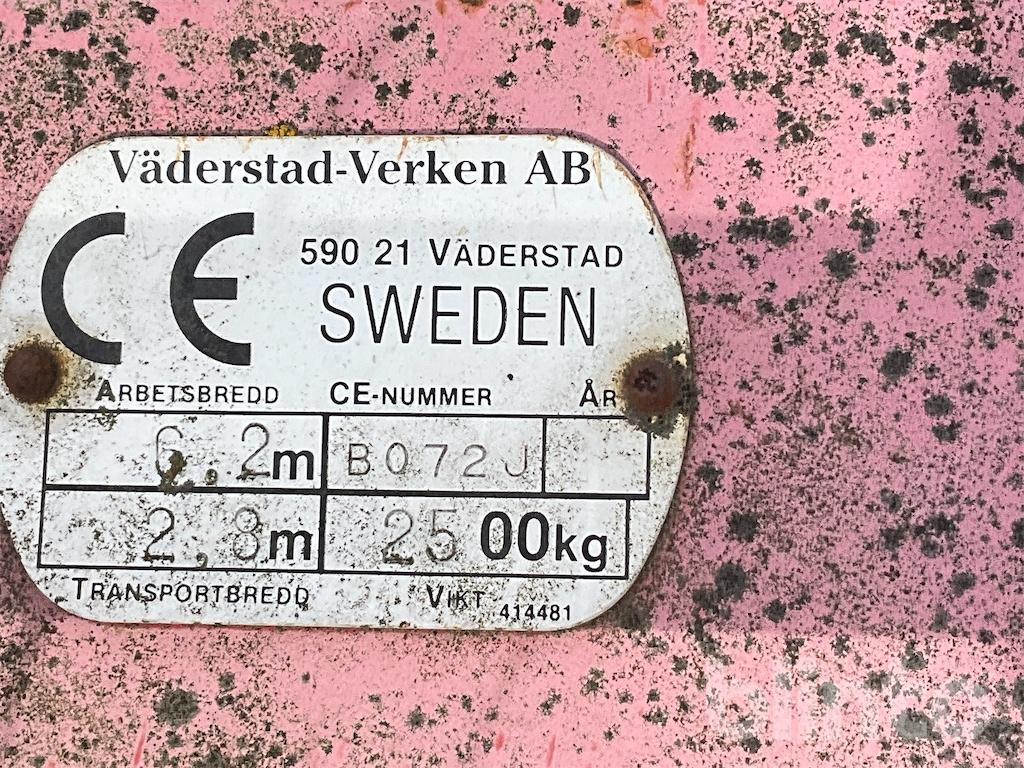 Väderstad-Verken AB
CE
590 21 VÄDERSTAD
SWEDEN
ARBETSBREDD CE-NUMMER ÅR
6,2m B072J
2,8m 2500kg
TRANSPORTBREDD VIKT 414481
blinto